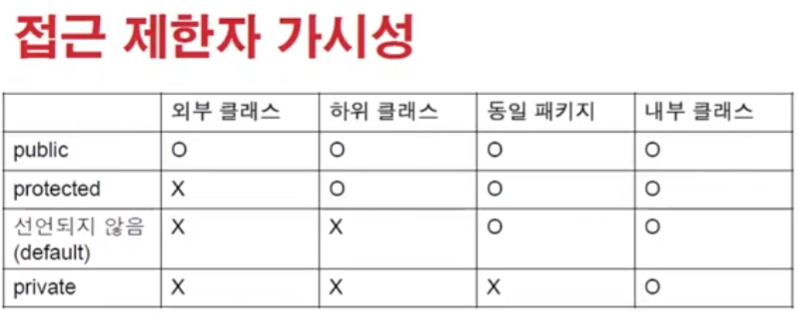 접근 제한자 가시성
외부 클래스 하위 클래스 동일 패키지 내부 클래스
public O O O O
protected X O O O
선언되지 않음 X X O O
(default)
private X X X O